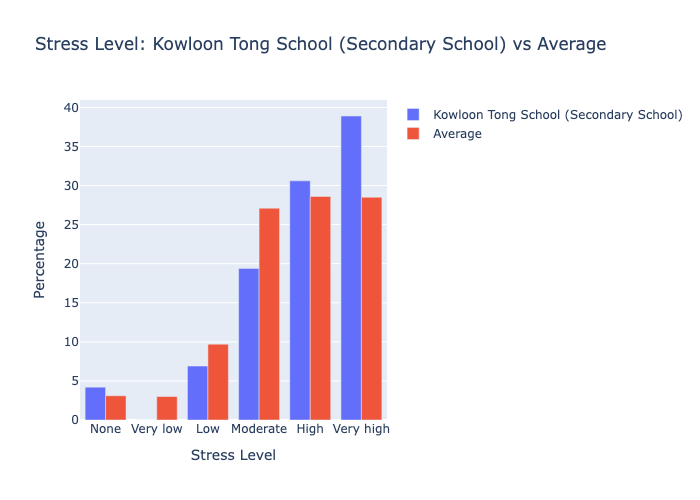 Stress Level: Kowloon Tong School (Secondary School) vs Average
Kowloon Tong School (Secondary School)
Average
Percentage
40
35
30
25
20
15
10
5
0
None Very low Low Moderate High Very high
Stress Level